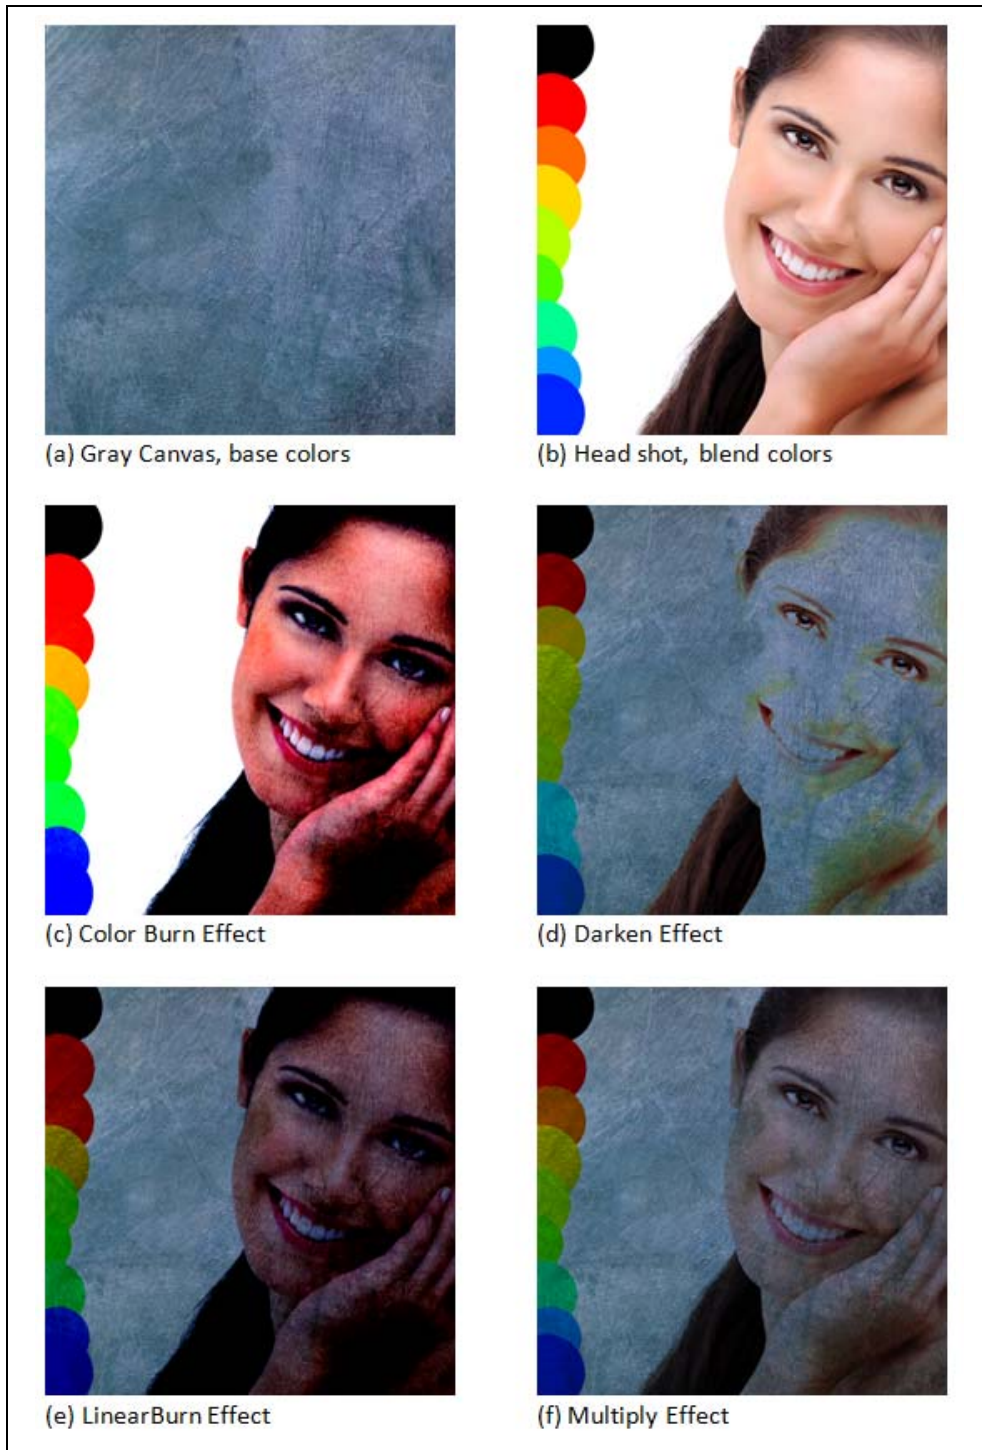 (a) Gray Canvas, base colors
(b) Head shot, blend colors
(c) Color Burn Effect
(d) Darken Effect
(e) LinearBurn Effect
(f) Multiply Effect